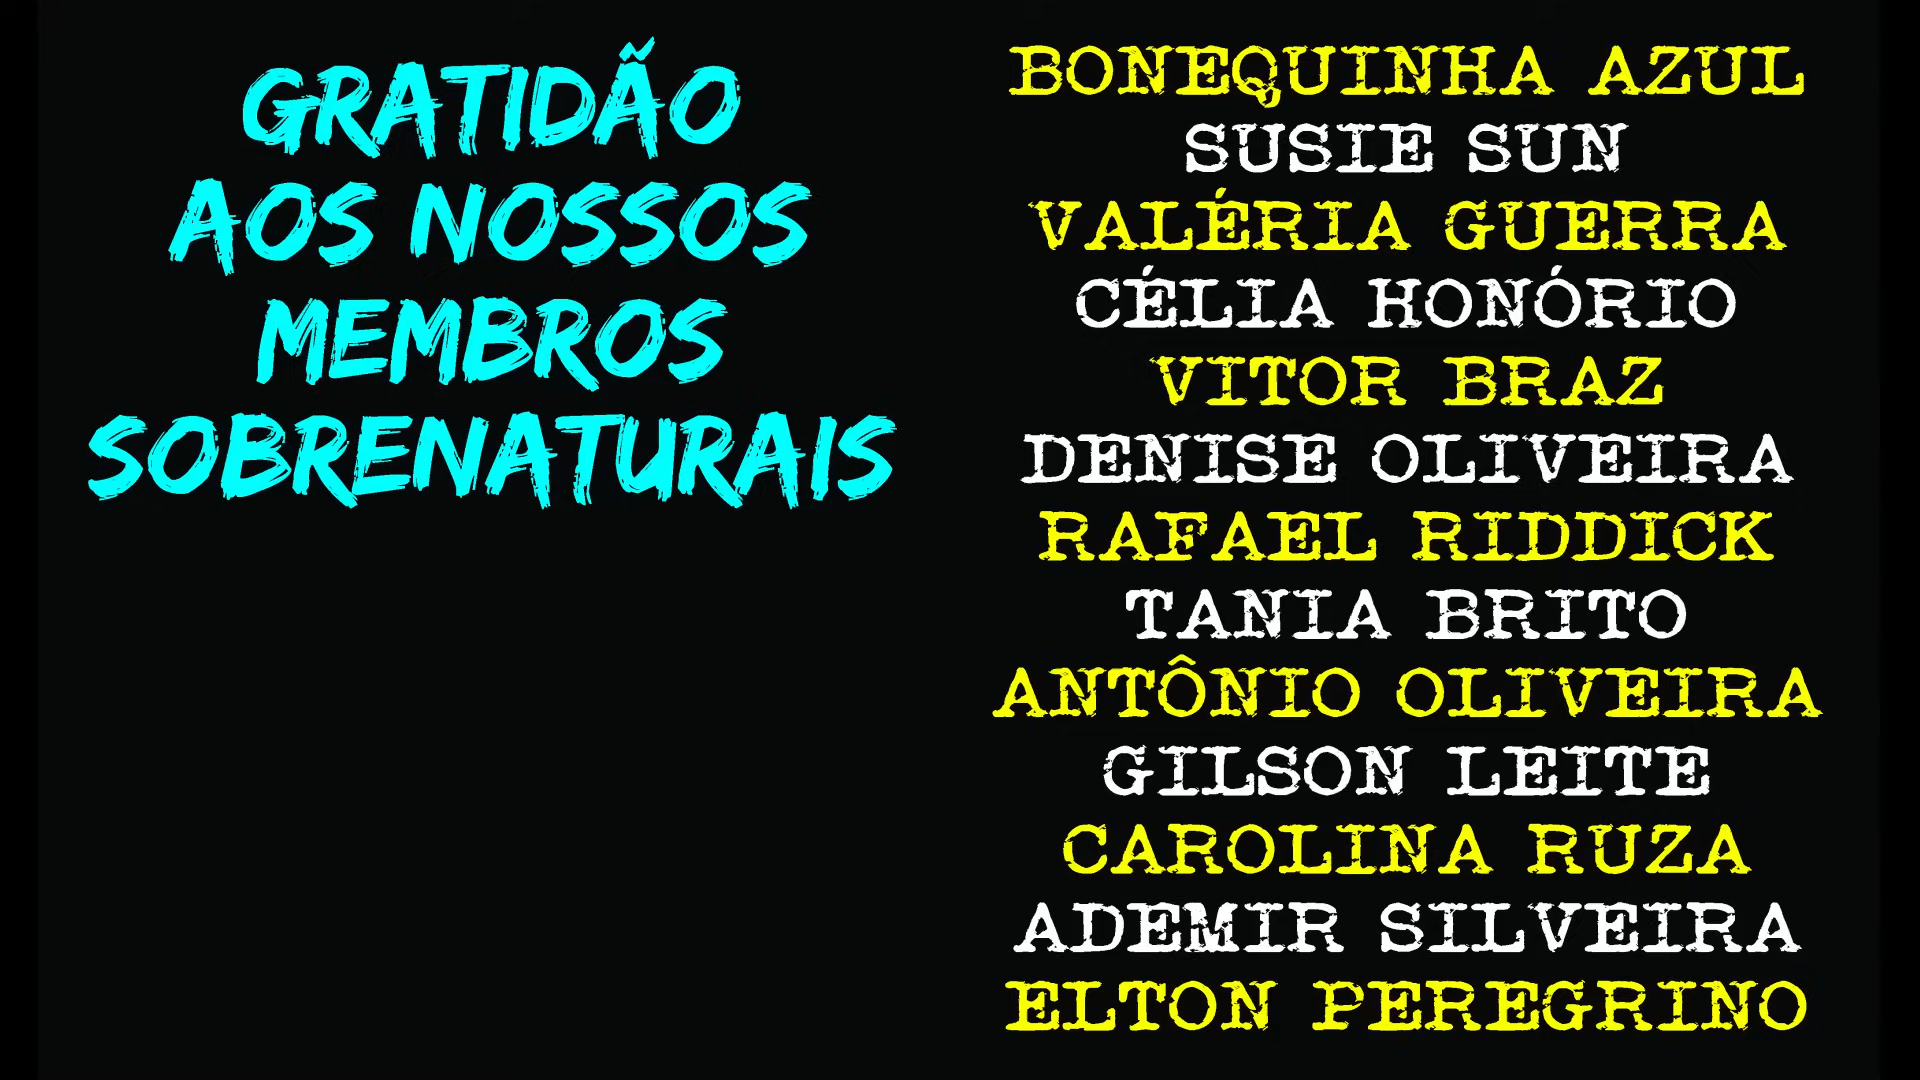 GRATIDÃO
AOS NOSSOS
MEMBROS
SOBRENATURAIS
BONEQUINHA AZUL
SUSIE SUN
VALÉRIA GUERRA
CÉLIA HONÓRIO
VITOR BRAZ
DENISE OLIVEIRA
RAFAEL RIDDICK
TANIA BRITO
ANTÔNIO OLIVEIRA
GILSON LEITE
CAROLINA RUZA
ADEMIR SILVEIRA
ELTON PEREGRINO